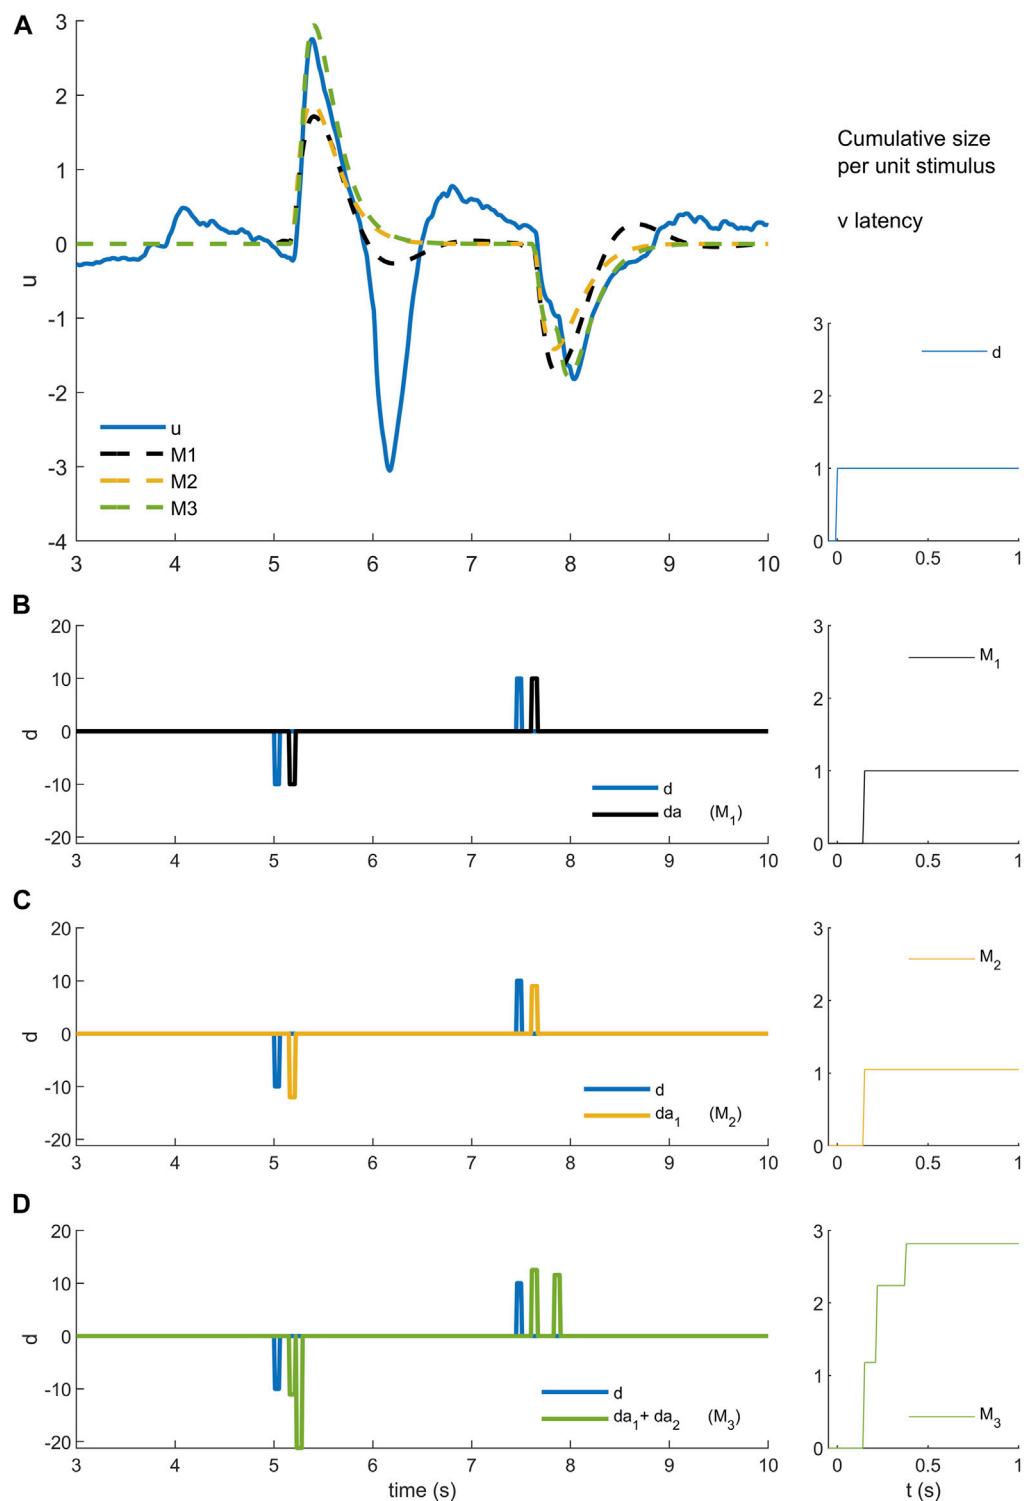 A
3
2
1
0
-1
-2
-3
-4
u
u
M1
M2
M3
3 4 5 6 7 8 9 10
Cumulative size
per unit stimulus
v latency
3
2
1
0
d
0 0.5 1
B
20
10
0
-10
-20
d
d
da (M1)
3 4 5 6 7 8 9 10
3
2
1
0
M1
0 0.5 1
C
20
10
0
-10
-20
d
d
da1 (M2)
3 4 5 6 7 8 9 10
3
2
1
0
M2
0 0.5 1
D
20
10
0
-10
-20
d
d
da1+ da2 (M3)
3 4 5 6 7 8 9 10
time (s)
3
2
1
0
M3
0 0.5 1
t (s)